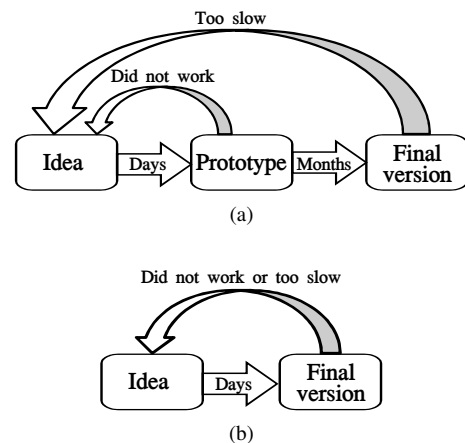 Too slow
Did not work
Idea
Days
Prototype
Months
Final
version
(a)
Did not work or too slow
Idea
Days
Final
version
(b)